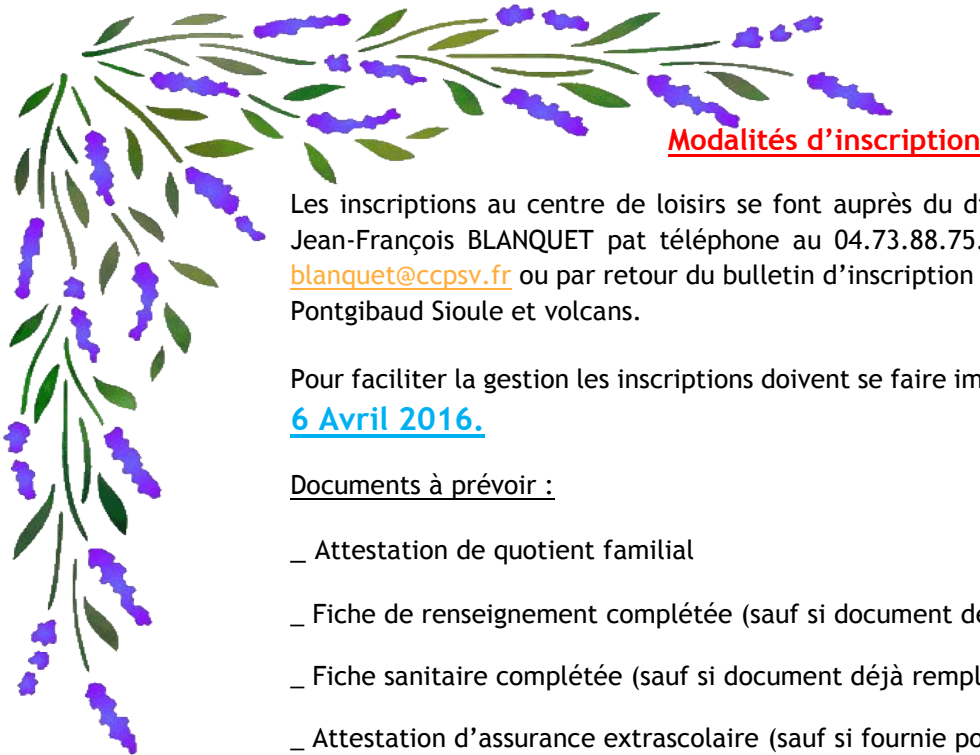 Modalités d’inscription
Les inscriptions au centre de loisirs se font auprès du
Jean-François BLANQUET pat téléphone au 04.73.88.75.
blanquet@ccpsv.fr ou par retour du bulletin d’inscription
Pontgibaud Sioule et volcans.
Pour faciliter la gestion les inscriptions doivent se faire
6 Avril 2016.
Documents à prévoir :
_ Attestation de quotient familial
_ Fiche de renseignement complétée (sauf si document
_ Fiche sanitaire complétée (sauf si document déjà
_ Attestation d’assurance extrascolaire (sauf si fournie